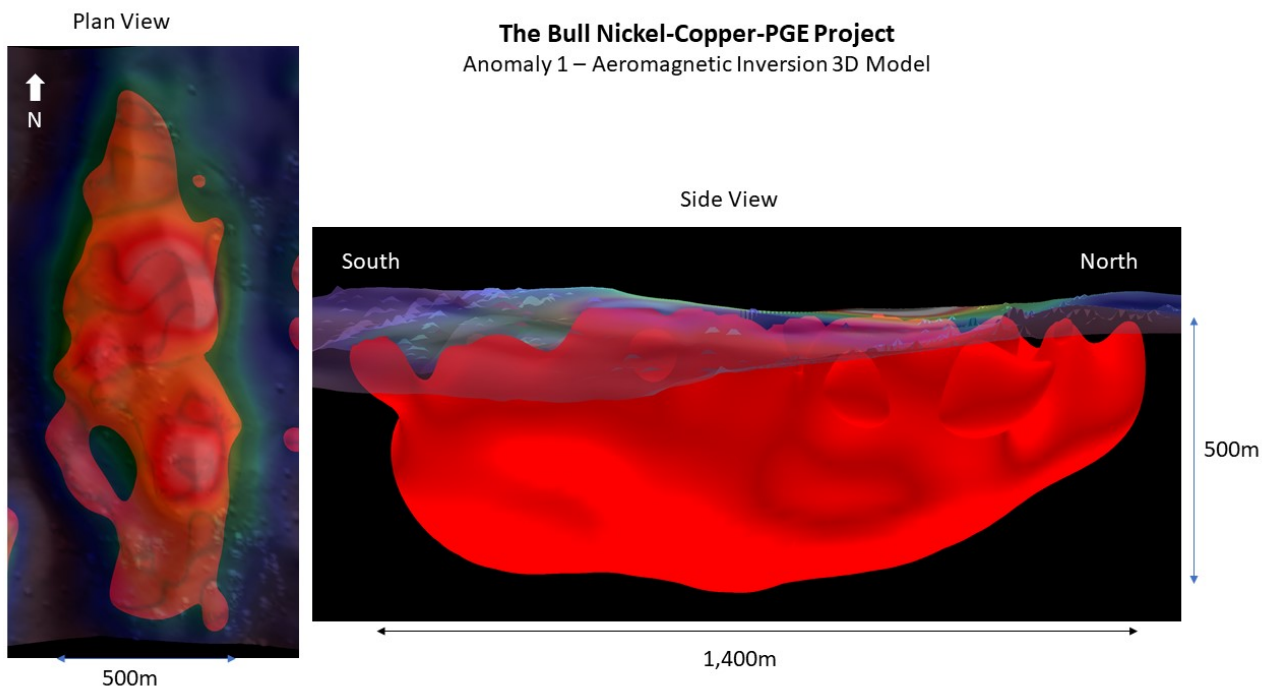 Plan View
The Bull Nickel-Copper-PGE Project
Anomaly 1 – Aeromagnetic Inversion 3D Model
N
Side View
South
North
500m
1,400m
500m